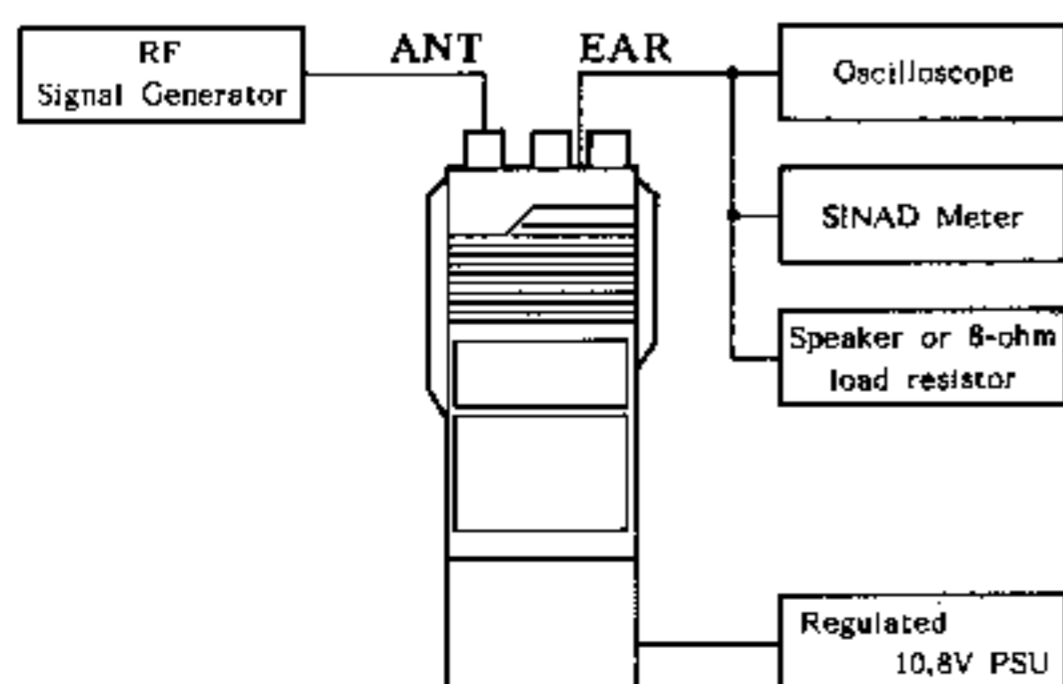 RF
Signal Generator
ANT
EAR
Oscilloscope
SINAD Meter
Speaker or 8-ohm
load resistor
Regulated
10,8V PSU